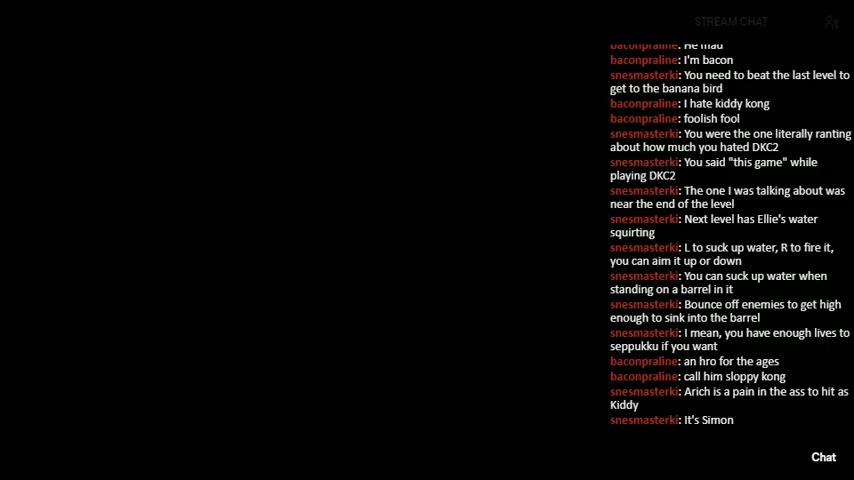 STREAM CHAT
baconpraline: He mad
baconpraline: I'm bacon
snesmasterki: You need to beat the last level to
get to the banana bird
baconpraline: I hate kiddy kong
baconpraline: foolish fool
snesmasterki: You were the one literally ranting
about how much you hated DKC2
snesmasterki: You said "this game" while
playing DKC2
snesmasterki: The one I was talking about was
near the end of the level
snesmasterki: Next level has Ellie's water
squirting
snesmasterki: L to suck up water, R to fire it,
you can aim it up or down
snesmasterki: You can suck up water when
standing on a barrel in it
snesmasterki: Bounce off enemies to get high
enough to sink into the barrel
snesmasterki: I mean, you have enough lives to
seppukku if you want
baconpraline: an hro for the ages
baconpraline: call him sloppy kong
snesmasterki: Arich is a pain in the ass to hit as
Kiddy
snesmasterki: It's Simon
Chat